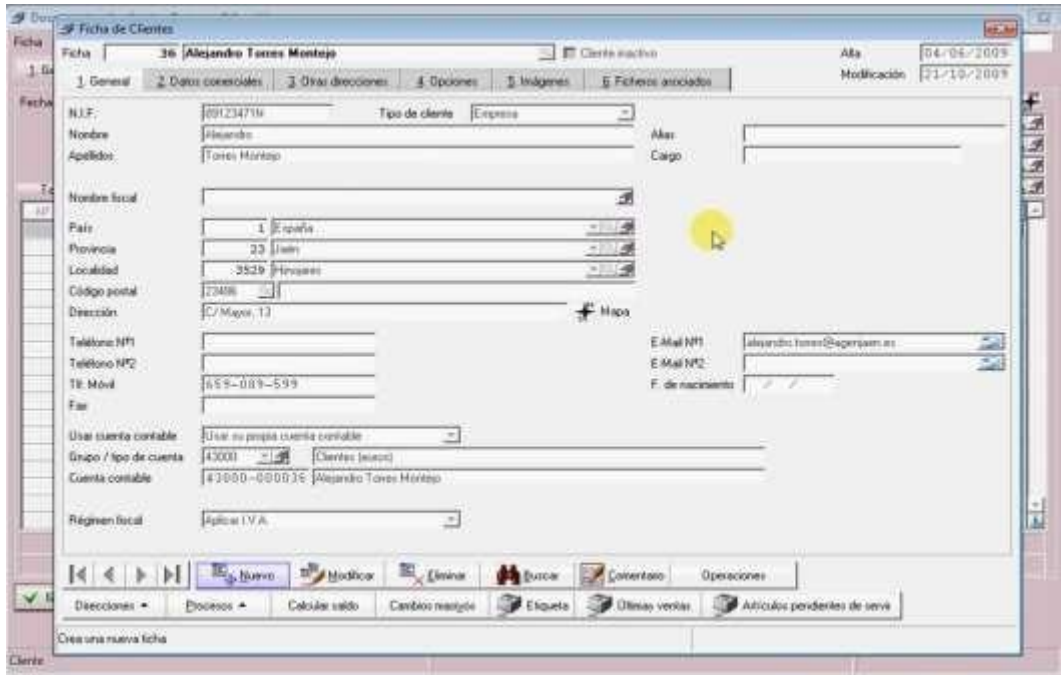 Ficha de Clientes
Ficha 36 Alejandro Torres Montejo Cliente inactivo Alta 04/06/2009
Modificación 21/10/2009
1 General 2 Datos comerciales 3 Otras direcciones 4 Opciones 5 Imágenes 6 Ficheros asociados
N.I.F. Tipo de cliente Empresa
Nombre Alejandro Alias
Apellidos Torres Montejo Cargo
Nombre fiscal
País 1 España
Provincia 23 Jaén
Localidad 3529
Código postal 23486
Dirección C/ Mayor, 13 Mapa
Teléfono Nº1 E-Mail Nº1
Teléfono Nº2 E-Mail Nº2
Tlf. Móvil 659-089-599 F. de nacimiento / /
Fax
Usar cuenta contable Usar su propia cuenta contable
Grupo / tipo de cuenta 43000 Clientes (euros)
Cuenta contable 43000-000036 Alejandro Torres Montejo
Régimen fiscal Aplicar I.V.A.
Nuevo Modificar Eliminar Buscar Comentario Operaciones
Direcciones Procesos Calcular saldo Cambios masivos Etiqueta Últimas ventas Artículos pendientes de servir
Crea una nueva ficha
Cliente